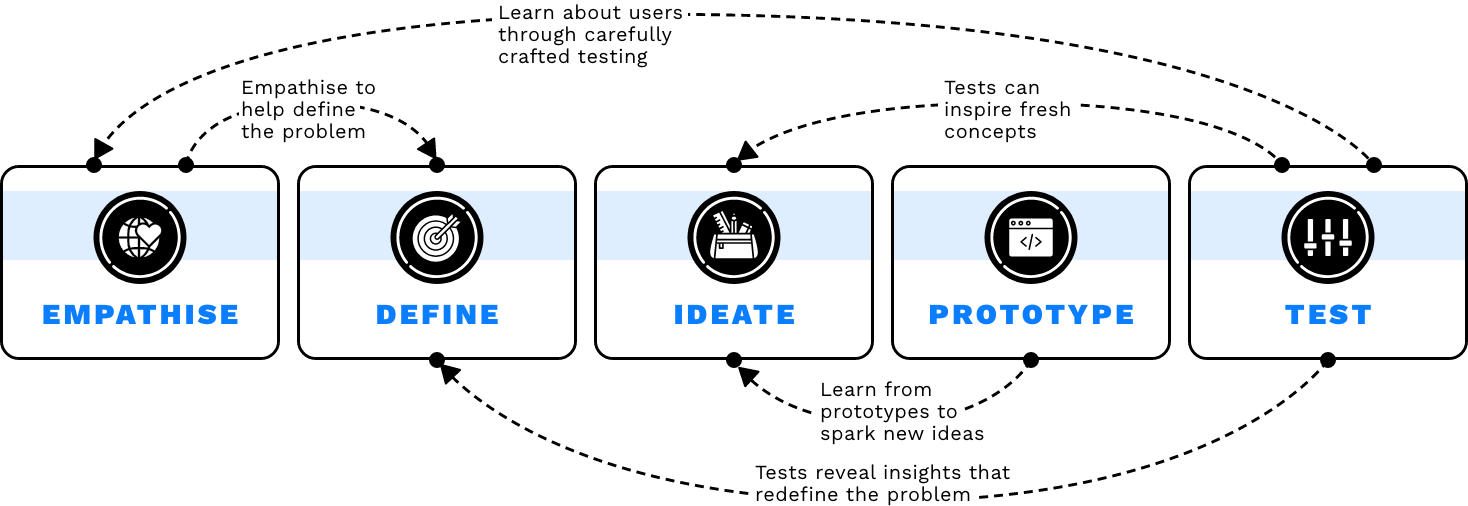 Learn about users
through carefully
crafted testing
Empathise to
help define
the problem
Tests can
inspire fresh
concepts
EMPATHISE
DEFINE
IDEATE
PROTOTYPE
TEST
Learn from
prototypes to
spark new ideas
Tests reveal insights that
redefine the problem